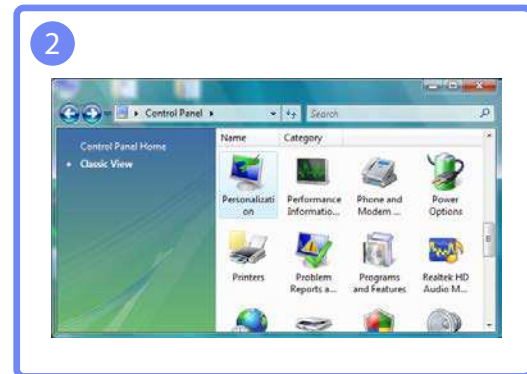 2
Control Panel
Search
Control Panel Home
Classic View
Name Category
Personalizati
on
Performance
Informatio...
Phone and
Modem ...
Power
Options
Printers
Problem
Reports a...
Programs
and Features
Realtek HD
Audio M...